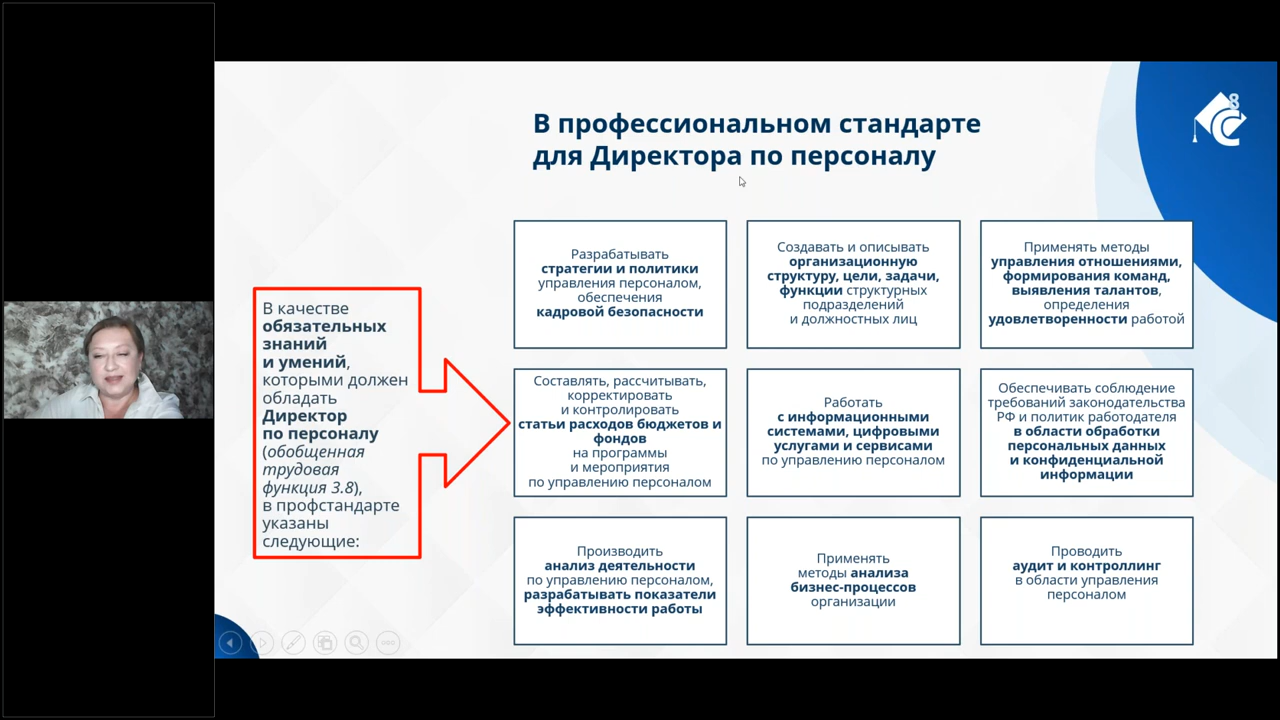 8
С
В профессиональном стандарте
для Директора по персоналу
В качестве
обязательных
знаний
и умений,
которыми должен
обладать
Директор
по персоналу
(обобщенная
трудовая
функция 3.8),
в профстандарте
указаны
следующие:
Разрабатывать
стратегии и политики
управления персоналом,
обеспечения
кадровой безопасности
Создавать и описывать
организационную
структуру, цели, задачи,
функции структурных
подразделений
и должностных лиц
Применять методы
управления отношениями,
формирования команд,
выявления талантов,
определения
удовлетворенности работой
Составлять, рассчитывать,
корректировать
и контролировать
статьи расходов бюджетов и
фондов
на программы
и мероприятия
по управлению персоналом
Работать
с информационными
системами, цифровыми
услугами и сервисами
по управлению персоналом
Обеспечивать соблюдение
требований законодательства
РФ и политик работодателя
в области обработки
персональных данных
и конфиденциальной
информации
Производить
анализ деятельности
по управлению персоналом,
разрабатывать показатели
эффективности работы
Применять
методы анализа
бизнес-процессов
организации
Проводить
аудит и контроллинг
в области управления
персоналом